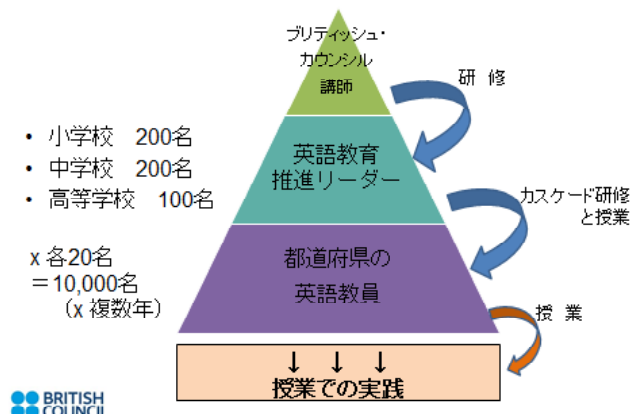 ブリティッシュ・
カウンシル
講師
研 修
• 小学校 200名
• 中学校 200名
• 高等学校 100名
英語教育
推進リーダー
カスケード研修
と授業
x 各20名
＝10,000名
(x 複数年)
都道府県の
英語教員
授 業
↓ ↓ ↓
授業での実践
BRITISH
COUNCIL